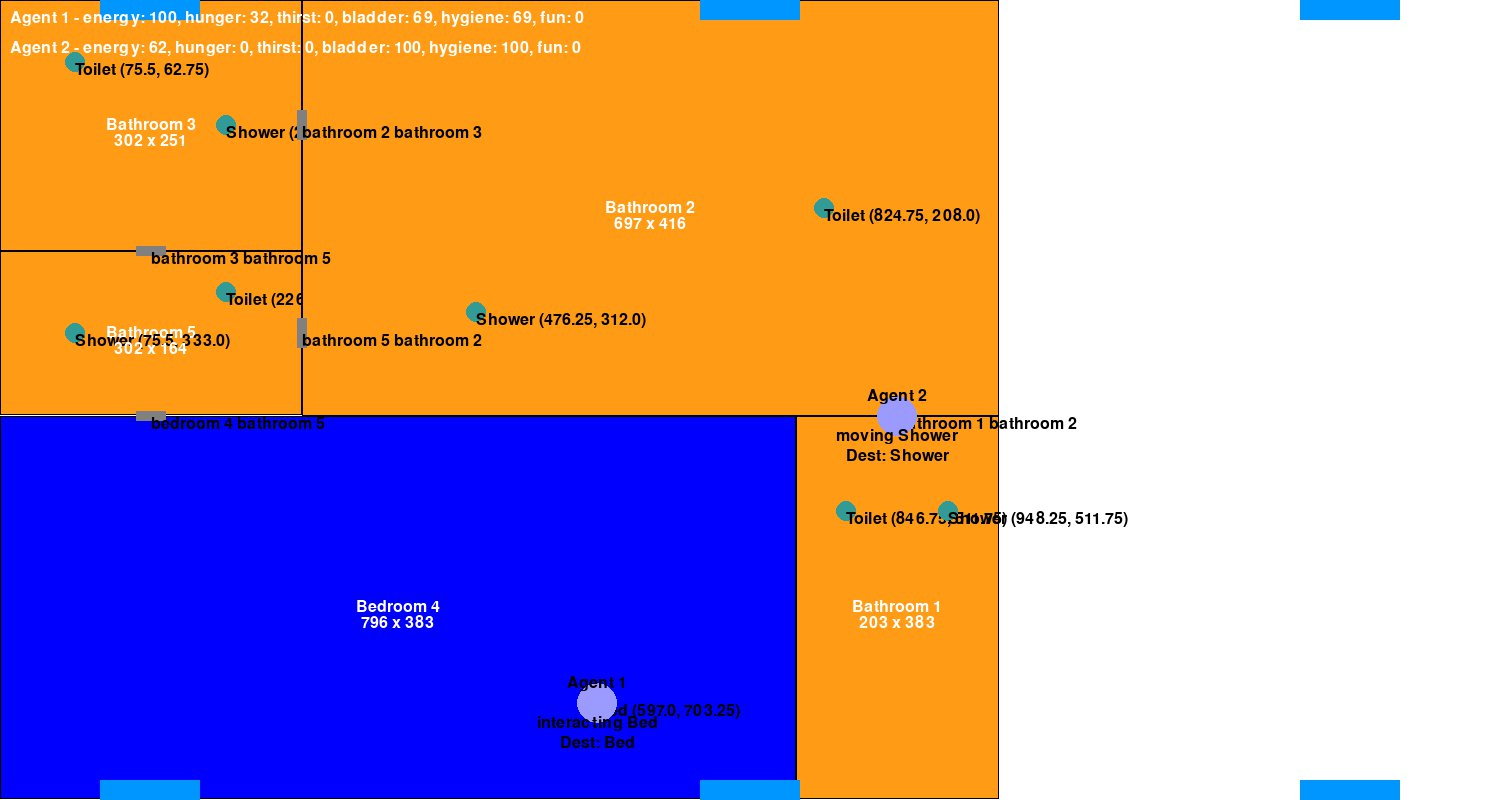 Agent 1 - energy: 100, hunger: 32, thirst: 0, bladder: 69, hygiene: 69, fun: 0
Agent 2 - energy: 62, hunger: 0, thirst: 0, bladder: 100, hygiene: 100, fun: 0
Toilet (75.5, 62.75)
Bathroom 3
302 x 251
Shower
bathroom 2 bathroom 3
Bathroom 2
697 x 416
Toilet (824.75, 208.0)
bathroom 3 bathroom 5
Toilet (226
Shower (476.25, 312.0)
Bathroom 5
302 x 164
Shower (75.5, 333.0)
bathroom 5 bathroom 2
Agent 2
bedroom 4 bathroom 5
1 bathroom 2
moving Shower
Dest: Shower
Toilet (846.75, 511.75)
Shower (948.25, 511.75)
Bedroom 4
796 x 383
Bathroom 1
203 x 383
Agent 1
(597.0, 703.25)
interacting Bed
Dest: Bed